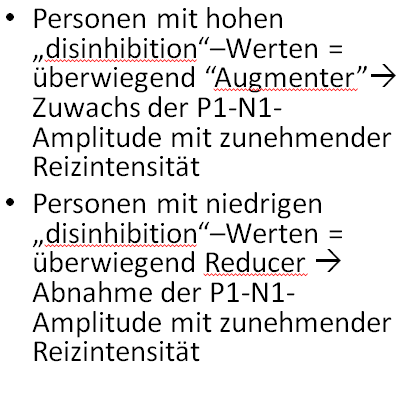 • Personen mit hohen
„disinhibition“–Werten =
überwiegend “Augmenter”→
Zuwachs der P1-N1-
Amplitude mit zunehmender
Reizintensität
• Personen mit niedrigen
„disinhibition“–Werten =
überwiegend Reducer →
Abnahme der P1-N1-
Amplitude mit zunehmender
Reizintensität